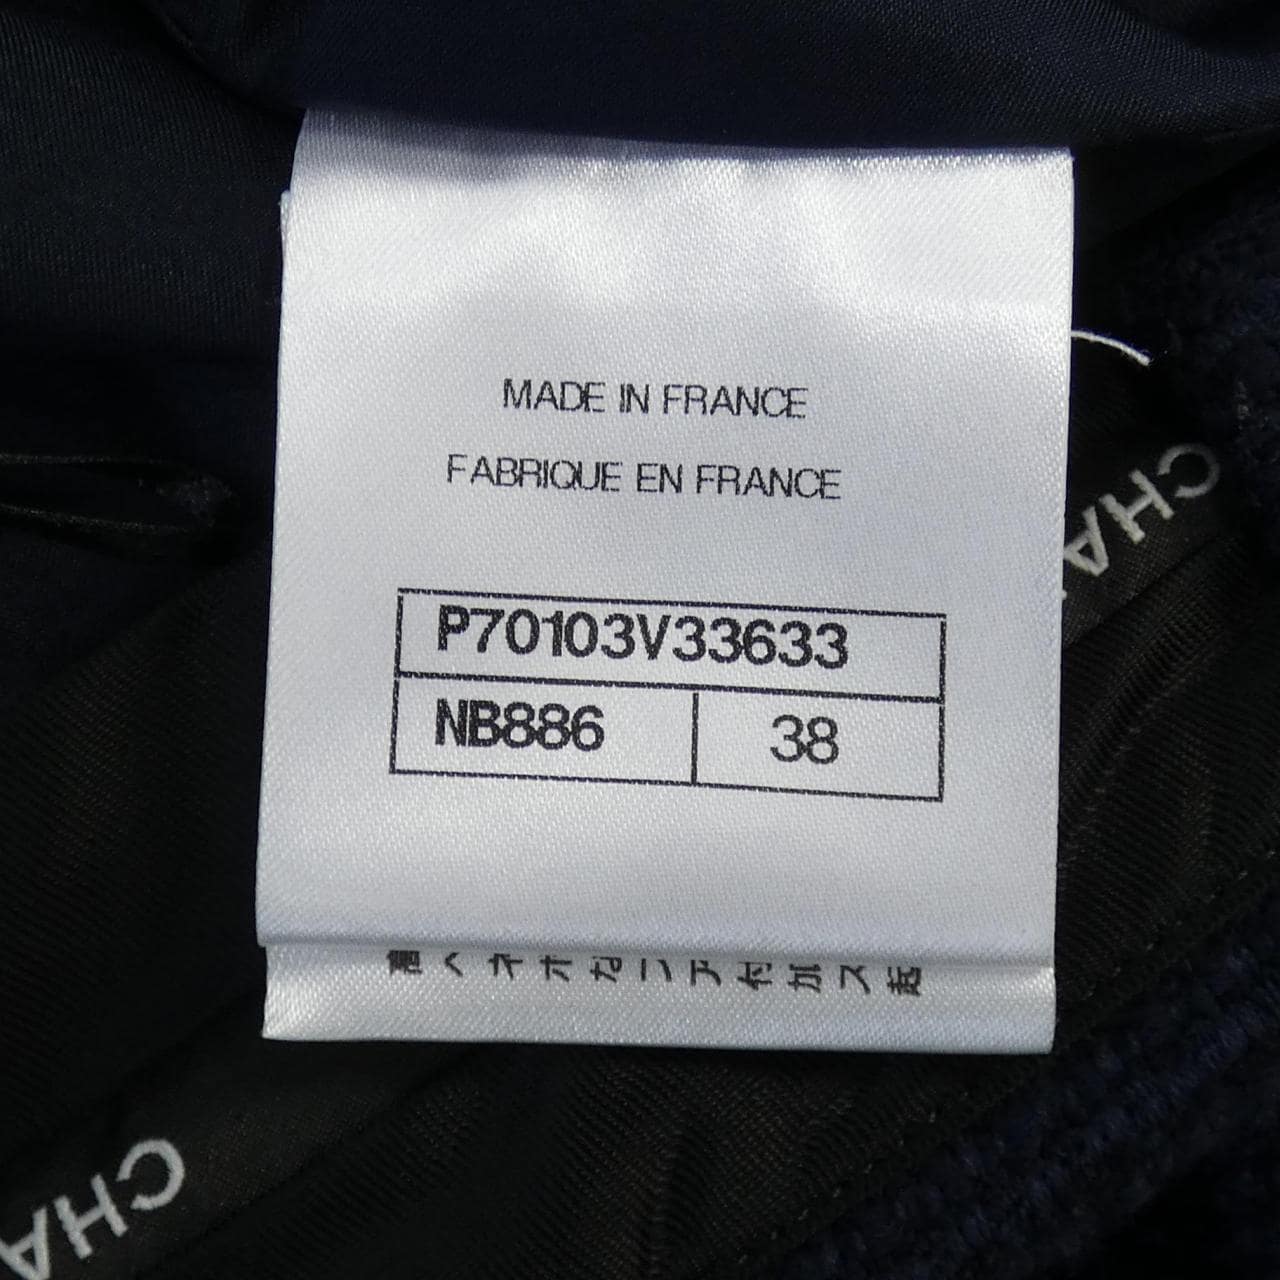 MADE IN FRANCE
FABRIQUE EN FRANCE
P70103V33633
NB886 38
CHA
CHA